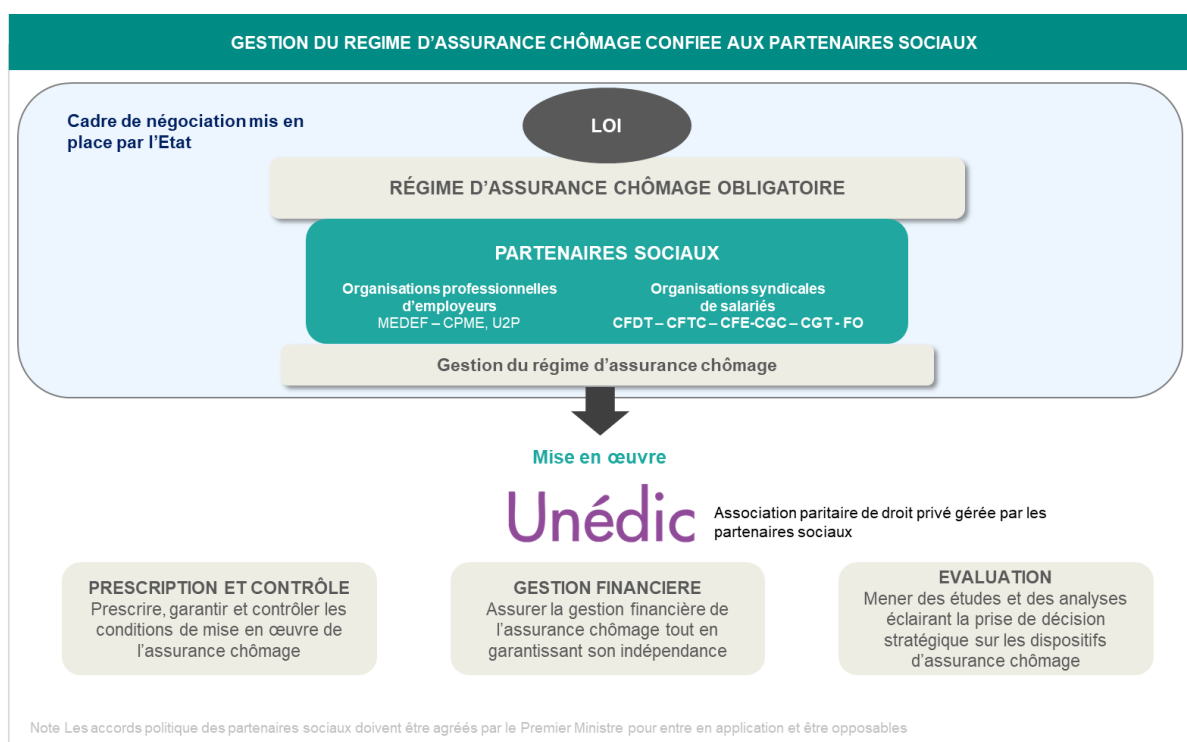 GESTION DU REGIME D'ASSURANCE CHÔMAGE CONFIEE AUX PARTENAIRES SOCIAUX
Cadre de négociation mis en
place par l'Etat
LOI
RÉGIME D'ASSURANCE CHÔMAGE OBLIGATOIRE
PARTENAIRES SOCIAUX
Organisations professionnelles
d'employeurs
MEDEF – CPME, U2P
Organisations syndicales
de salariés
CFDT – CFTC – CFE-CGC – CGT - FO
Gestion du régime d'assurance chômage
Mise en œuvre
Unédic
Association paritaire de droit privé gérée par les
partenaires sociaux
PRESCRIPTION ET CONTRÔLE
Prescrire, garantir et contrôler les
conditions de mise en œuvre de
l'assurance chômage
GESTION FINANCIERE
Assurer la gestion financière de
l'assurance chômage tout en
garantissant son indépendance
EVALUATION
Mener des études et des analyses
éclairant la prise de décision
stratégique sur les dispositifs
d'assurance chômage
Note Les accords politique des partenaires sociaux doivent être agréés par le Premier Ministre pour entre en application et être opposables